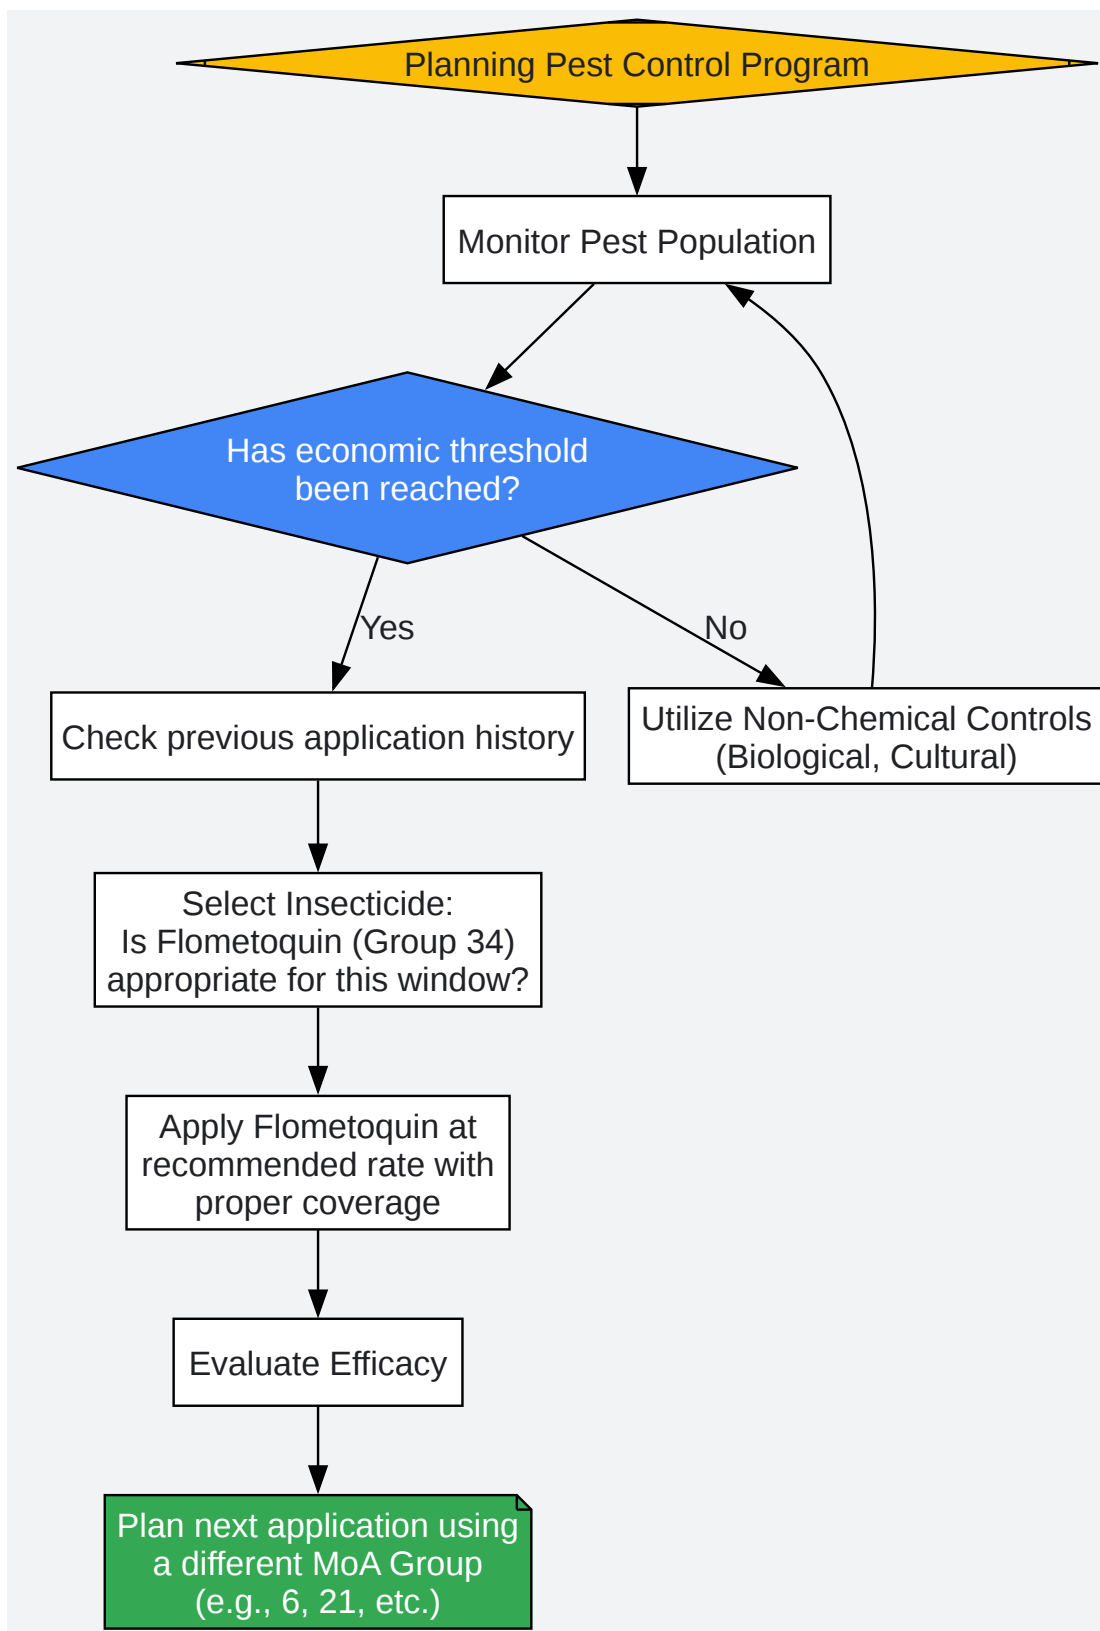 Planning Pest Control Program
Monitor Pest Population
Has economic threshold
been reached?
Yes
No
Check previous application history
Utilize Non-Chemical Controls
(Biological, Cultural)
Select Insecticide:
Is Flometoquin (Group 34)
appropriate for this window?
Apply Flometoquin at
recommended rate with
proper coverage
Evaluate Efficacy
Plan next application using
a different MoA Group
(e.g., 6, 21, etc.)